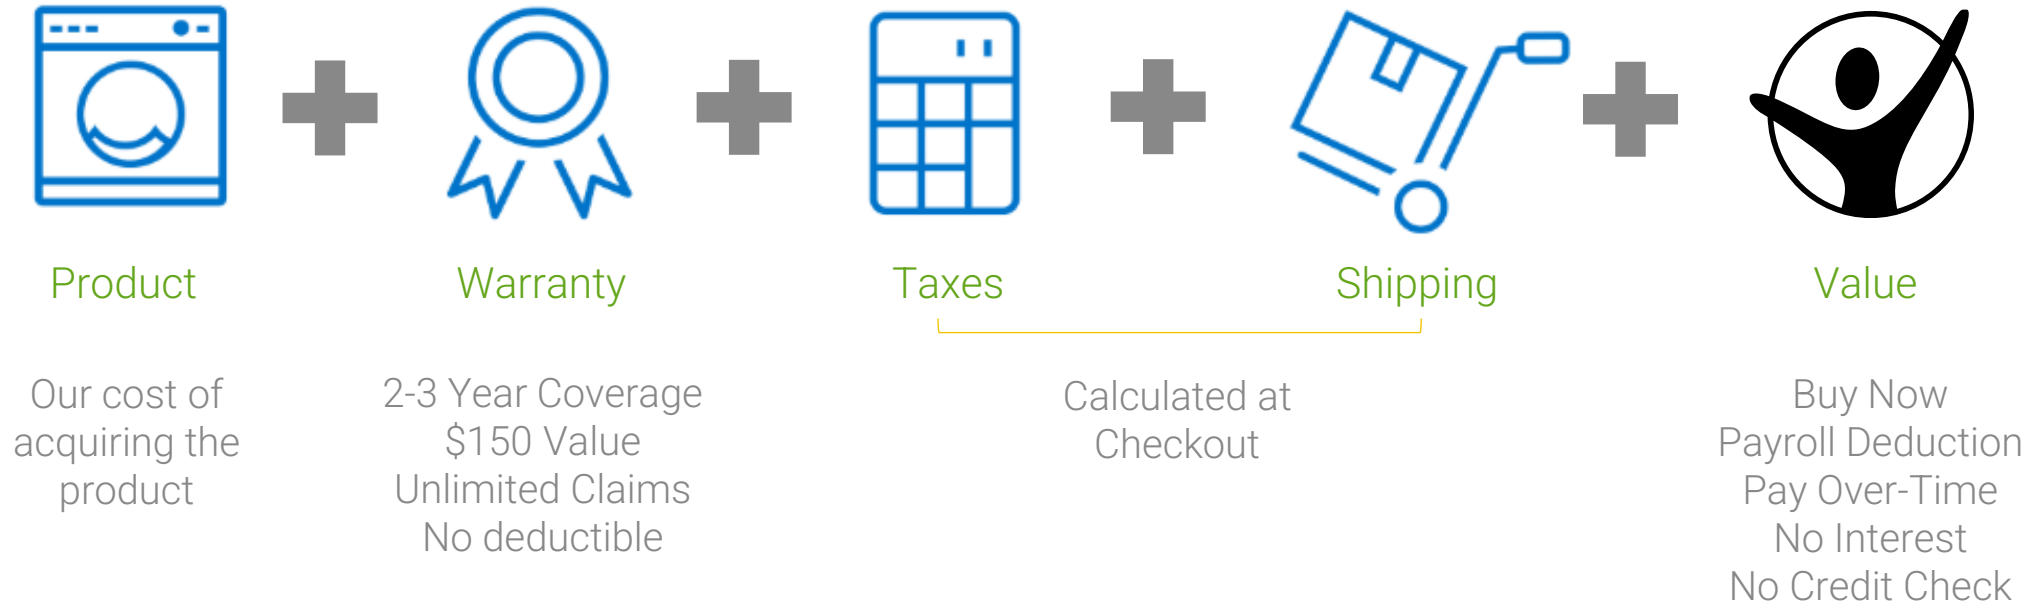 Product
Warranty
Taxes
Shipping
Value
Our cost of
acquiring the
product
2-3 Year Coverage
$150 Value
Unlimited Claims
No deductible
Calculated at
Checkout
Buy Now
Payroll Deduction
Pay Over-Time
No Interest
No Credit Check